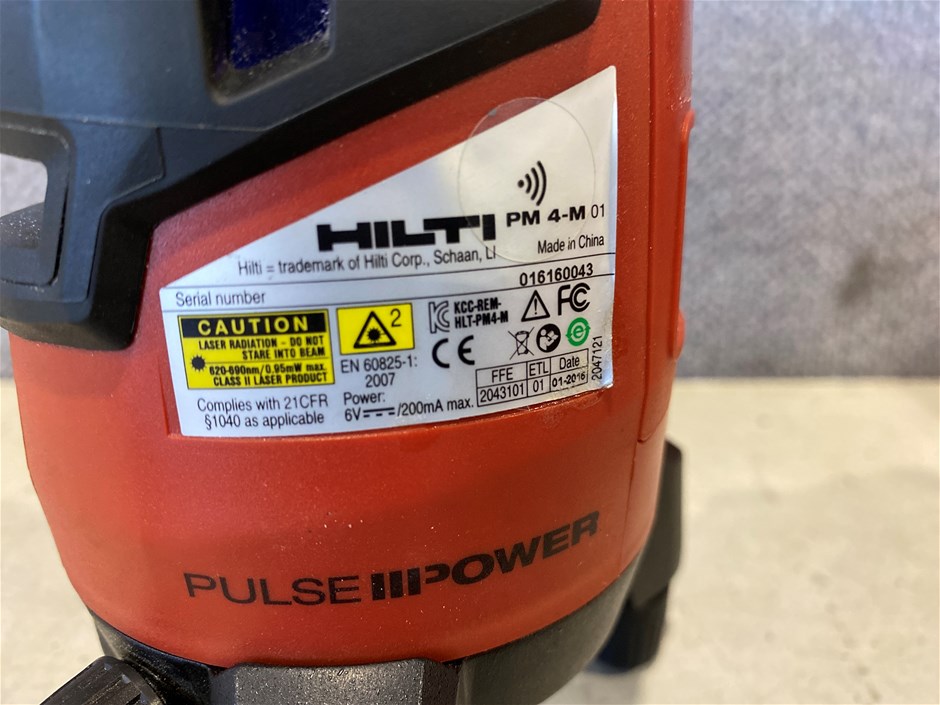 HILTI PM 4-M 01
Hilti = trademark of Hilti Corp., Schaan, LI
Made in China
Serial number
016160043
CAUTION
LASER RADIATION - DO NOT
STARE INTO BEAM
620-690nm/0.95mW max.
CLASS II LASER PRODUCT
Complies with 21CFR
§1040 as applicable
2
EN 60825-1:
2007
Power:
6V⎓/200mA max.
KCC-REM-
HLT-PM4-M
FC
CE
FFE ETL Date
2043101 01 01-2016
2047121
PULSE POWER